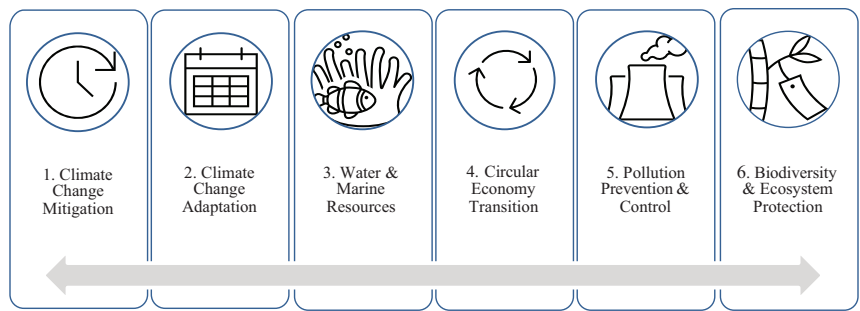 1. Climate
Change
Mitigation
2. Climate
Change
Adaptation
3. Water &
Marine
Resources
4. Circular
Economy
Transition
5. Pollution
Prevention &
Control
6. Biodiversity
& Ecosystem
Protection